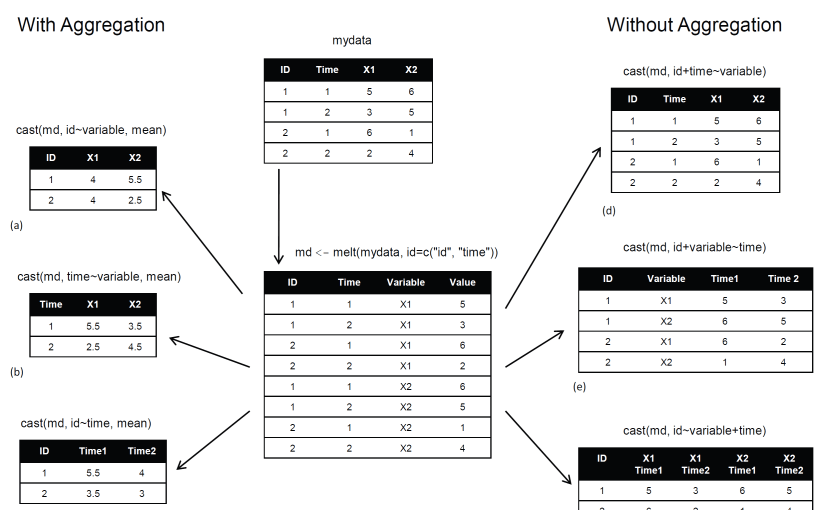 With Aggregation
Without Aggregation
mydata
ID Time X1 X2
1 1 5 6
1 2 3 5
2 1 6 1
2 2 2 4
cast(md, id~variable, mean)
ID X1 X2
1 4 5.5
2 4 2.5
(a)
cast(md, time~variable, mean)
Time X1 X2
1 5.5 3.5
2 2.5 4.5
(b)
cast(md, id~time, mean)
ID Time1 Time2
1 5.5 4
2 3.5 3
md <- melt(mydata, id=c("id", "time"))
ID Time Variable Value
1 1 X1 5
1 2 X1 3
2 1 X1 6
2 2 X1 2
1 1 X2 6
1 2 X2 5
2 1 X2 1
2 2 X2 4
cast(md, id+time~variable)
ID Time X1 X2
1 1 5 6
1 2 3 5
2 1 6 1
2 2 2 4
(d)
cast(md, id+variable~time)
ID Variable Time1 Time 2
1 X1 5 3
1 X2 6 5
2 X1 6 2
2 X2 1 4
(e)
cast(md, id~variable+time)
ID X1 X1 X2 X2
Time1 Time2 Time1 Time2
1 5 3 6 5